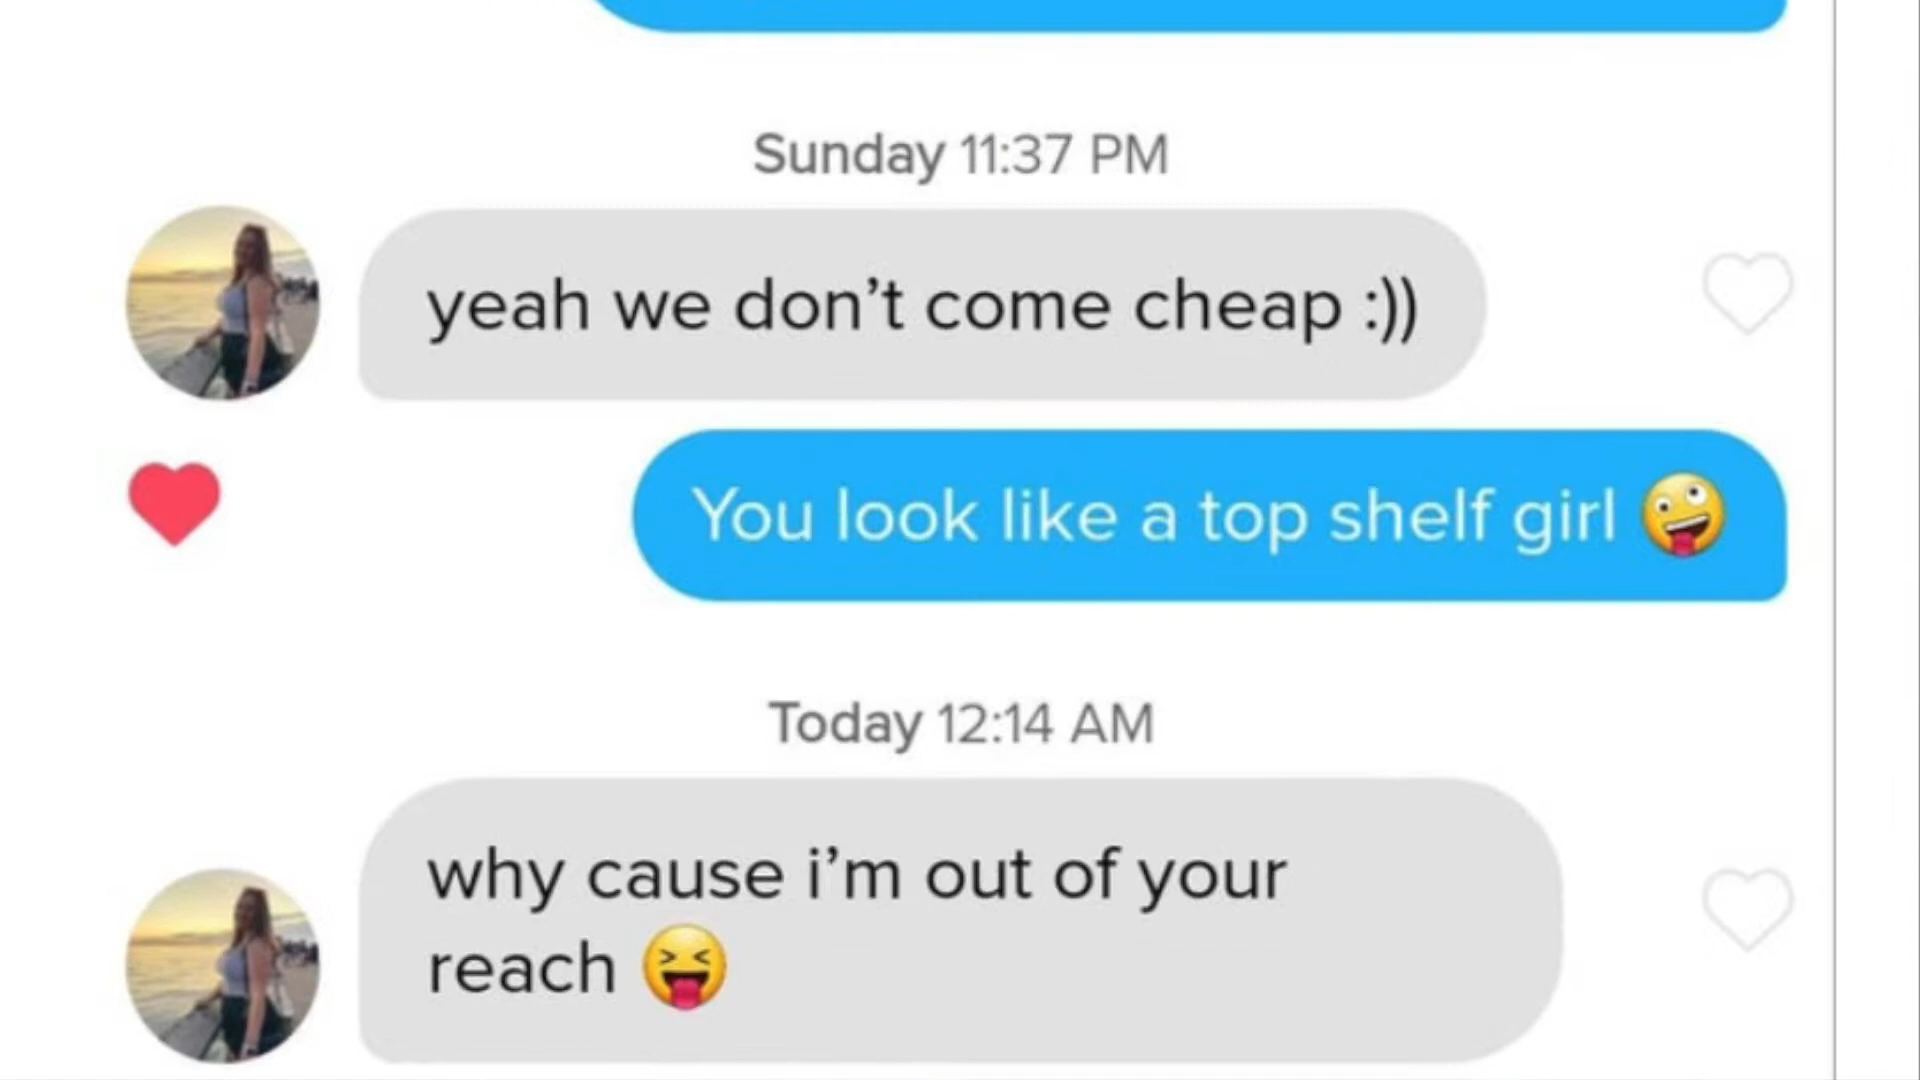 Sunday 11:37 PM
yeah we don’t come cheap :))
You look like a top shelf girl 🤪
Today 12:14 AM
why cause i’m out of your
reach 😝